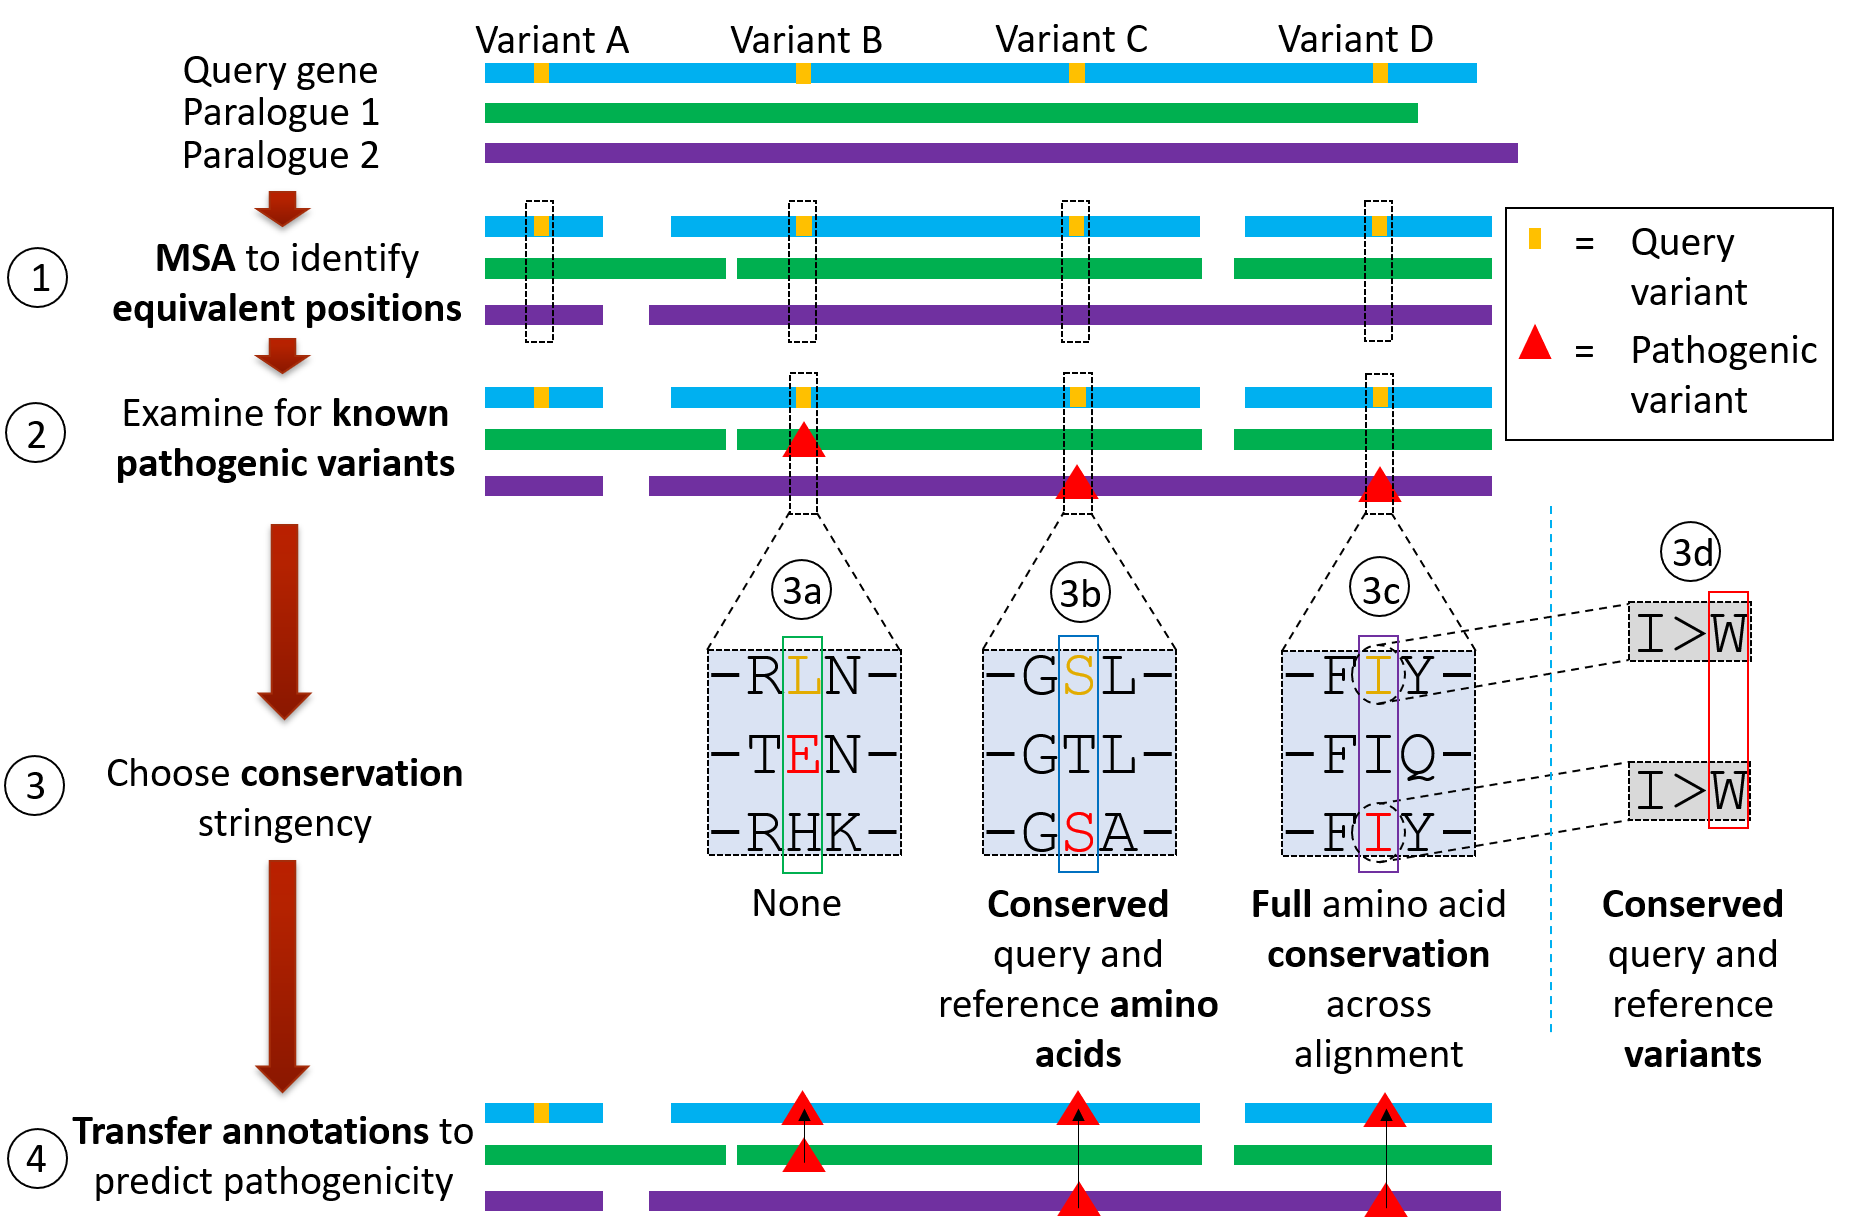 Variant A
Variant B
Variant C
Variant D
Query gene
Paralogue 1
Paralogue 2
1
MSA to identify
equivalent positions
= Query
variant
= Pathogenic
variant
2
Examine for known
pathogenic variants
3a
3b
3c
3d
–RLN–
–TEN–
–RHK–
–GSL–
–GTL–
–GSA–
–FIY–
–FIQ–
–FIY–
I>W
I>W
3
Choose conservation
stringency
None
Conserved
query and
reference amino
acids
Full amino acid
conservation
across
alignment
Conserved
query and
reference
variants
4
Transfer annotations to
predict pathogenicity